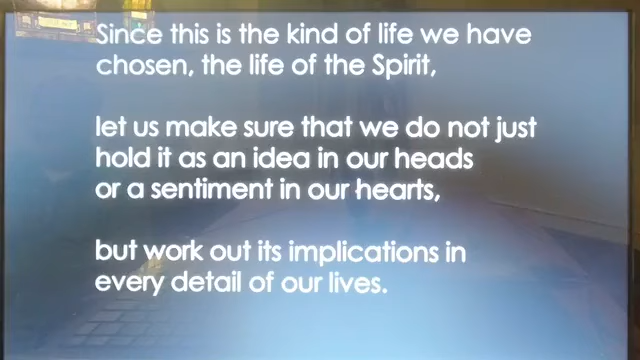 Since this is the kind of life we have
chosen, the life of the Spirit,
let us make sure that we do not just
hold it as an idea in our heads
or a sentiment in our hearts,
but work out its implications in
every detail of our lives.